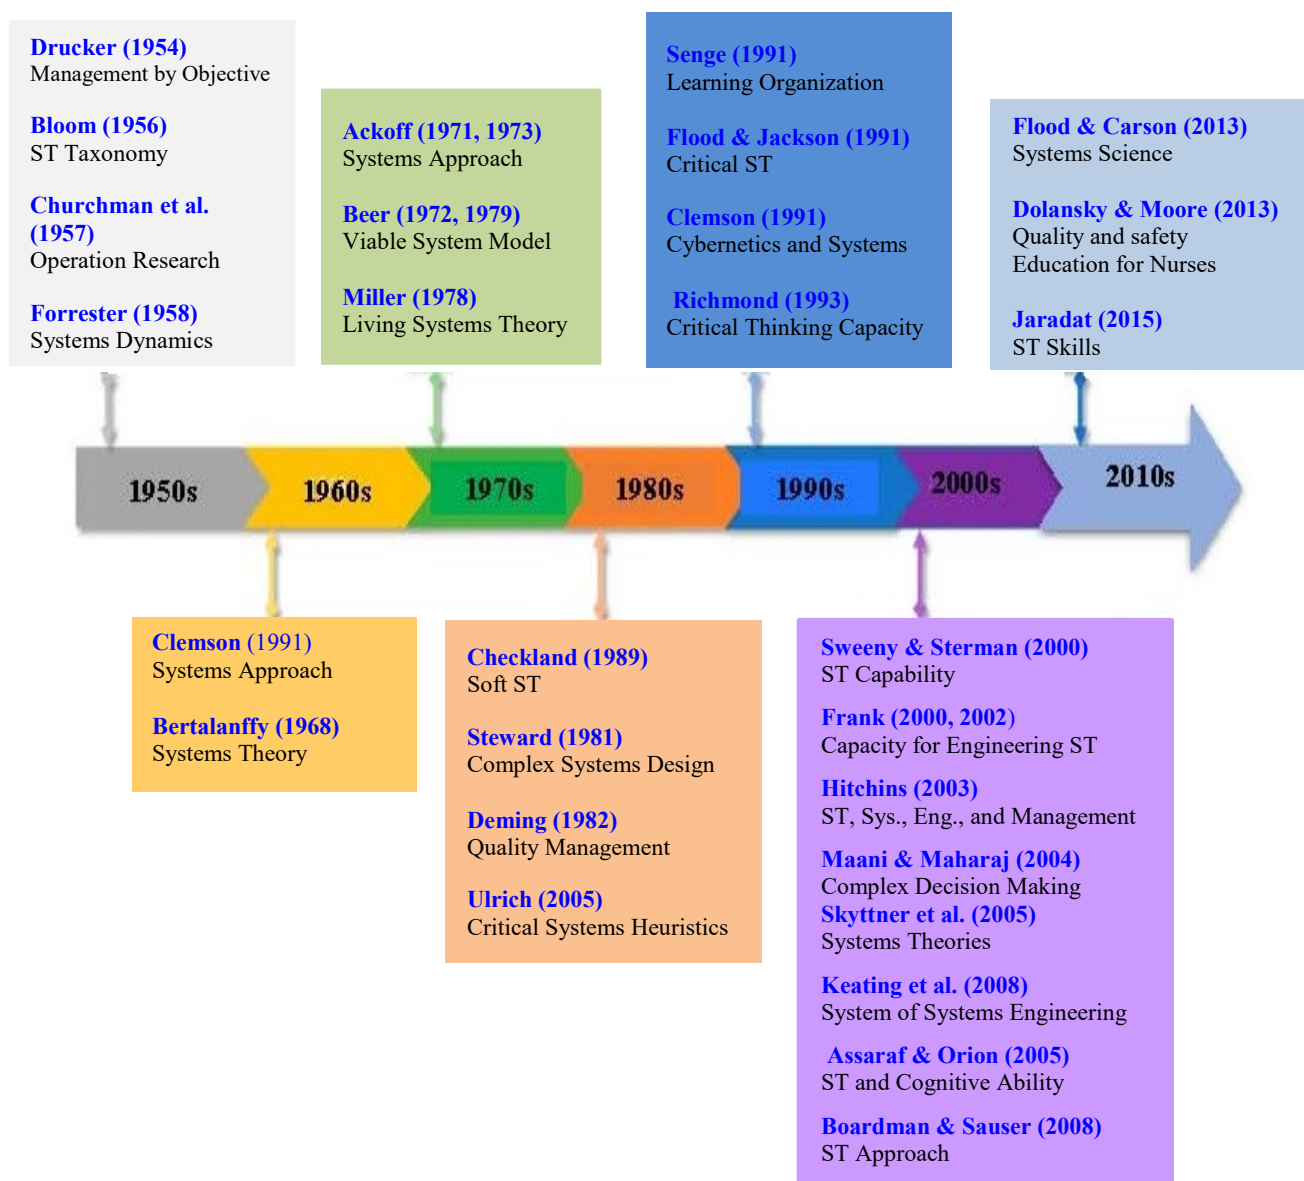 Drucker (1954)
Management by Objective
Bloom (1956)
ST Taxonomy
Churchman et al.
(1957)
Operation Research
Forrester (1958)
Systems Dynamics
Ackoff (1971, 1973)
Systems Approach
Beer (1972, 1979)
Viable System Model
Miller (1978)
Living Systems Theory
Senge (1991)
Learning Organization
Flood & Jackson (1991)
Critical ST
Clemson (1991)
Cybernetics and Systems
Richmond (1993)
Critical Thinking Capacity
Flood & Carson (2013)
Systems Science
Dolansky & Moore (2013)
Quality and safety
Education for Nurses
Jaradat (2015)
ST Skills
1950s
1960s
1970s
1980s
1990s
2000s
2010s
Clemson (1991)
Systems Approach
Bertalanffy (1968)
Systems Theory
Checkland (1989)
Soft ST
Steward (1981)
Complex Systems Design
Deming (1982)
Quality Management
Ulrich (2005)
Critical Systems Heuristics
Sweeny & Sterman (2000)
ST Capability
Frank (2000, 2002)
Capacity for Engineering ST
Hitchins (2003)
ST, Sys., Eng., and Management
Maani & Maharaj (2004)
Complex Decision Making
Skyttner et al. (2005)
Systems Theories
Keating et al. (2008)
System of Systems Engineering
Assaraf & Orion (2005)
ST and Cognitive Ability
Boardman & Sauser (2008)
ST Approach